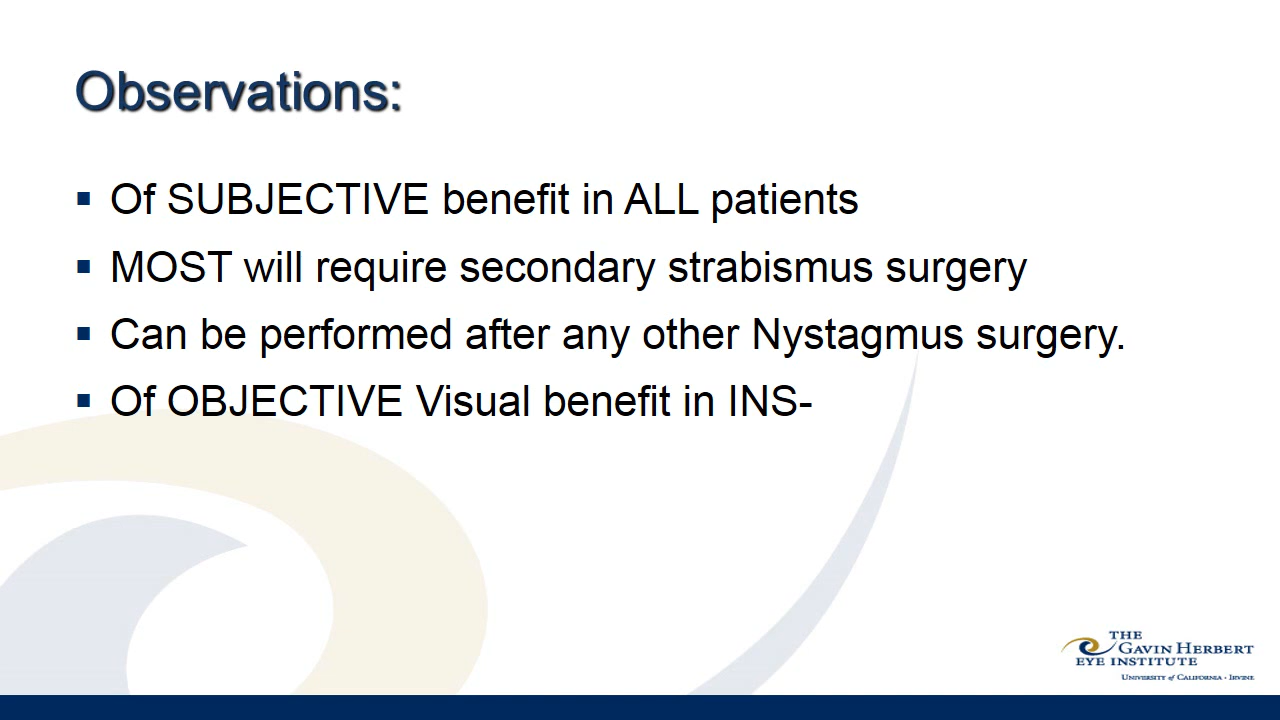 Observations:
▪ Of SUBJECTIVE benefit in ALL patients
▪ MOST will require secondary strabismus surgery
▪ Can be performed after any other Nystagmus surgery.
▪ Of OBJECTIVE Visual benefit in INS-
THE
GAVIN HERBERT
EYE INSTITUTE
UNIVERSITY of CALIFORNIA • IRVINE